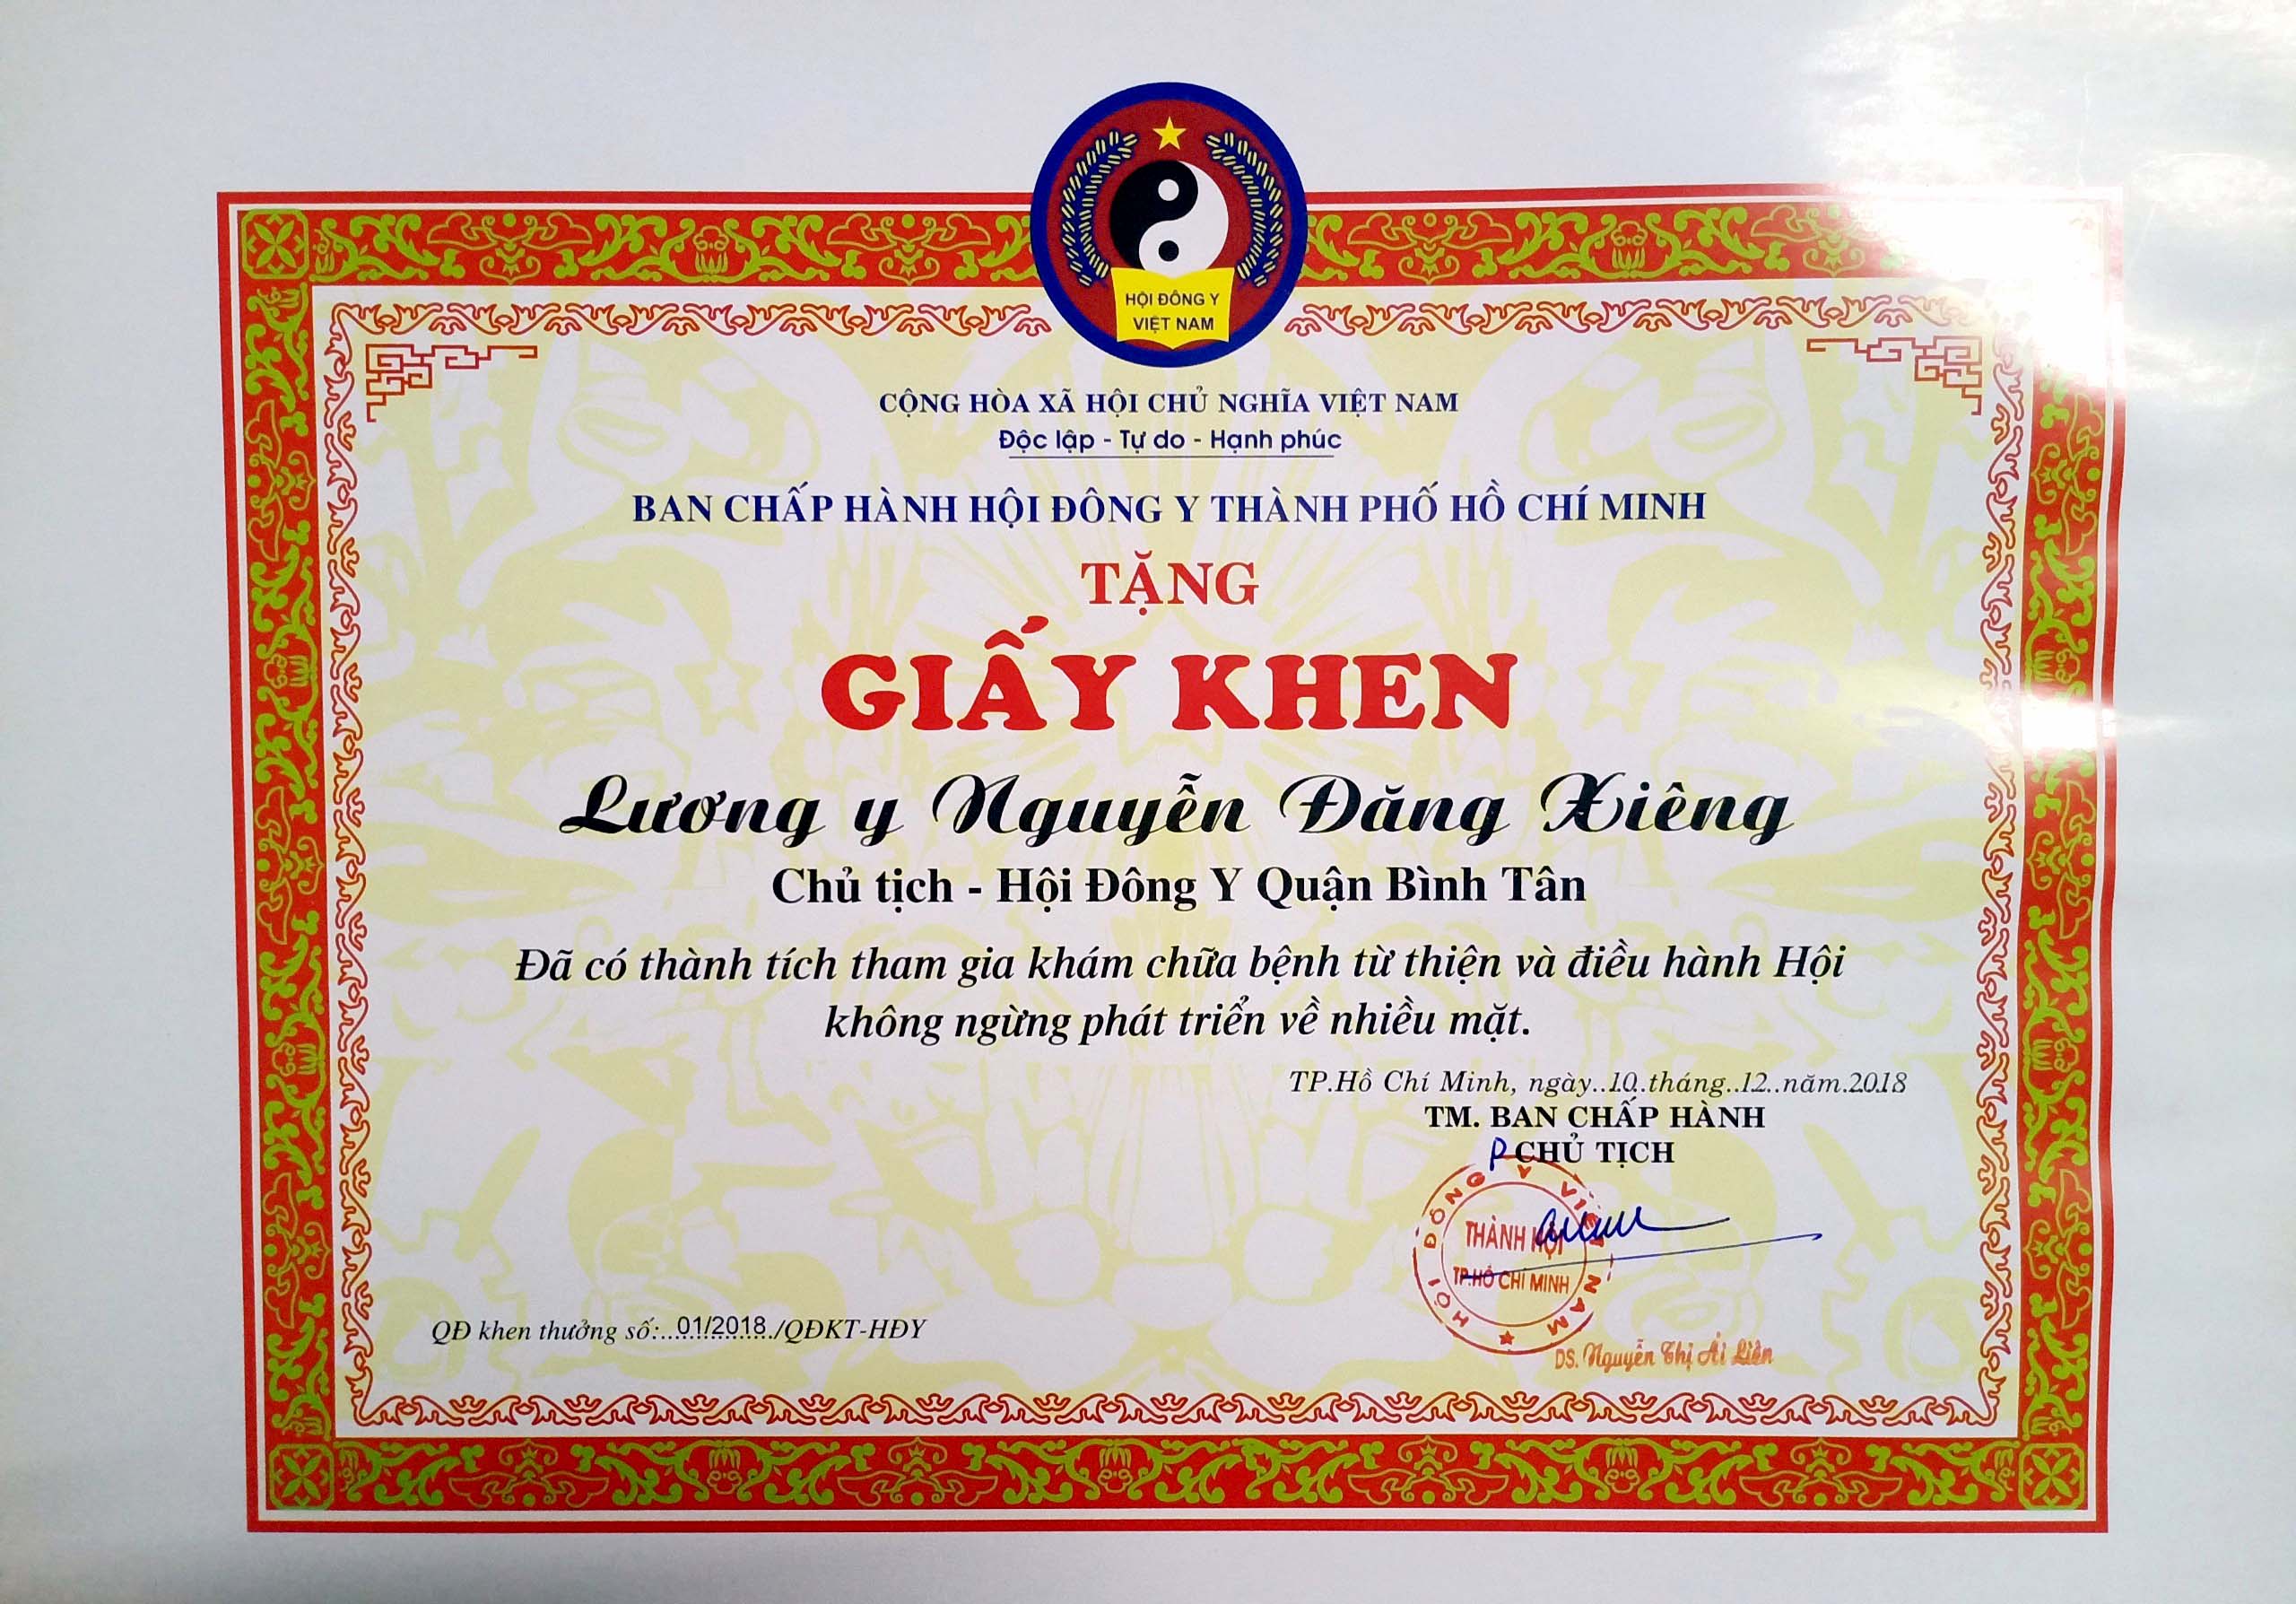 HỘI ĐÔNG Y
VIỆT NAM
CỘNG HÒA XÃ HỘI CHỦ NGHĨA VIỆT NAM
Độc lập - Tự do - Hạnh phúc
BAN CHẤP HÀNH HỘI ĐÔNG Y THÀNH PHỐ HỒ CHÍ MINH
TẶNG
GIẤY KHEN
Lương y Nguyễn Đăng Xiêng
Chủ tịch - Hội Đông Y Quận Bình Tân
Đã có thành tích tham gia khám chữa bệnh từ thiện và điều hành Hội
không ngừng phát triển về nhiều mặt.
TP.Hồ Chí Minh, ngày..10..tháng..12..năm.2018
TM. BAN CHẤP HÀNH
P CHỦ TỊCH
HỘI ĐÔNG Y VIỆT NAM
THÀNH HỘI
TP.HỒ CHÍ MINH
DS. Nguyễn Thị Ái Liên
QĐ khen thưởng số:..01/2018../QĐKT-HĐY